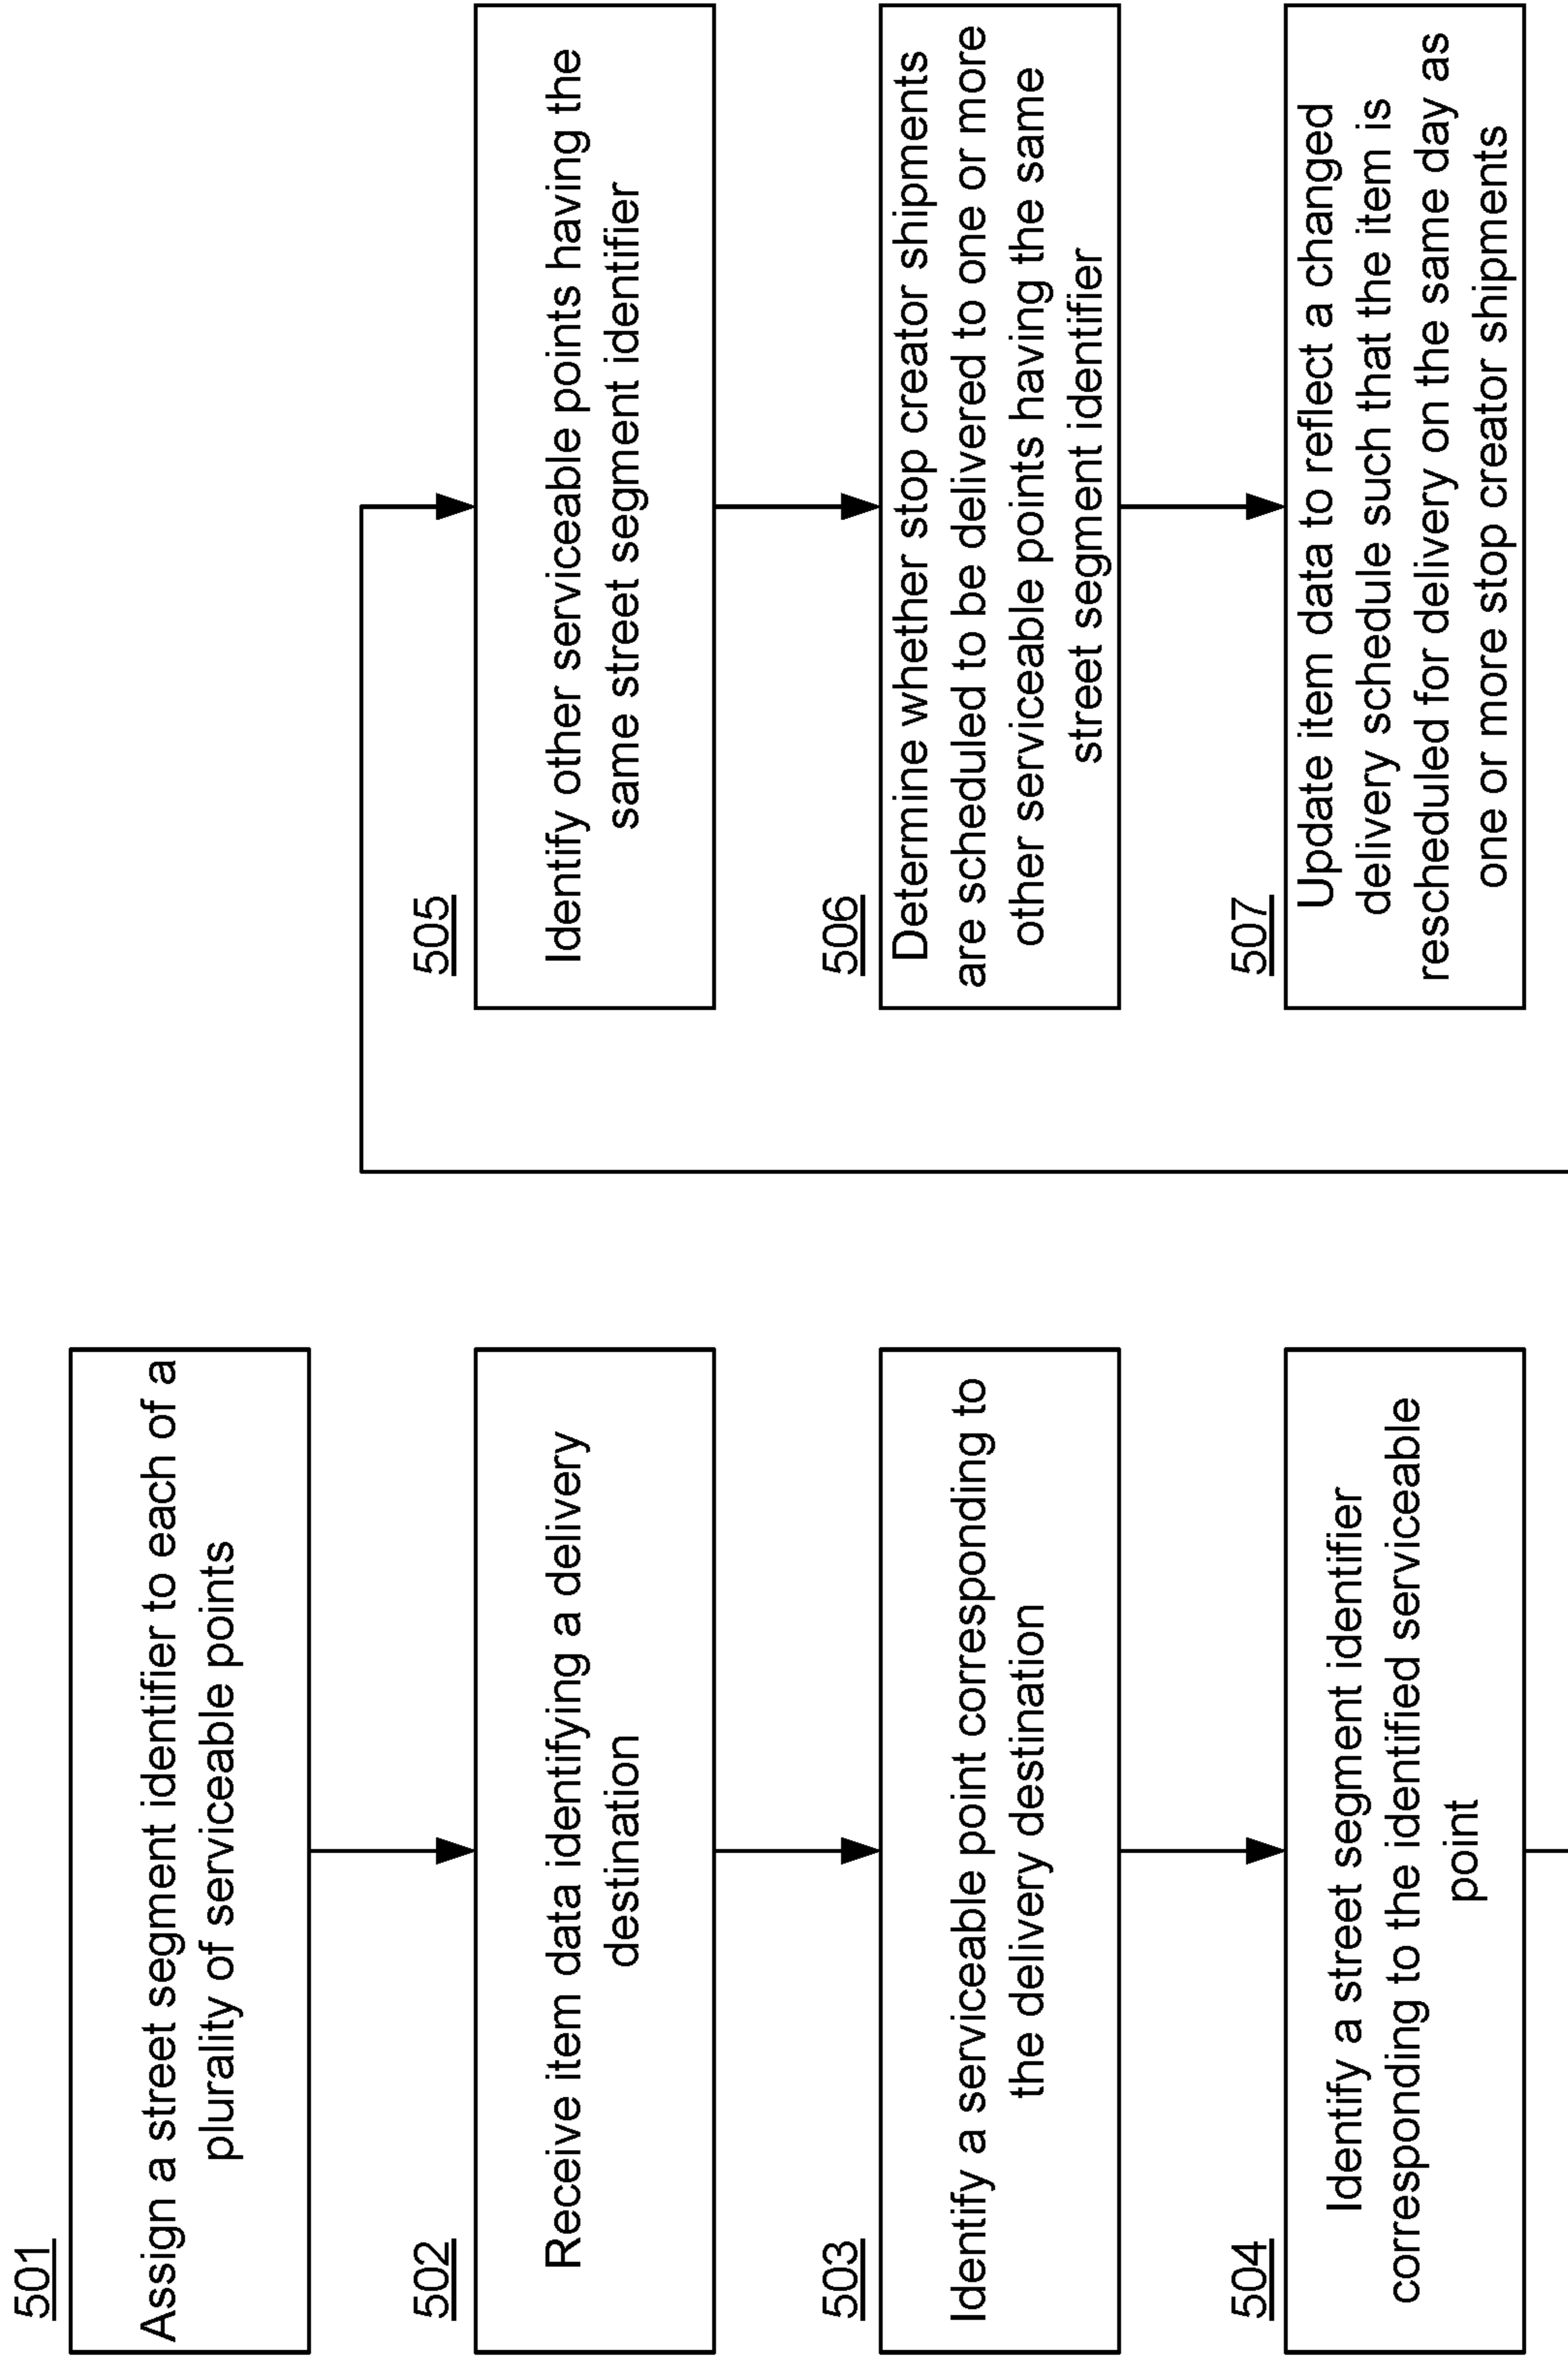 501
Assign a street segment identifier to each of a
plurality of serviceable points
502
Receive item data identifying a delivery
destination
503
Identify a serviceable point corresponding to
the delivery destination
504
Identify a street segment identifier
corresponding to the identified serviceable
point
505
Identify other serviceable points having the
same street segment identifier
506
Determine whether stop creator shipments
are scheduled to be delivered to one or more
other serviceable points having the same
street segment identifier
507
Update item data to reflect a changed
delivery schedule such that the item is
rescheduled for delivery on the same day as
one or more stop creator shipments